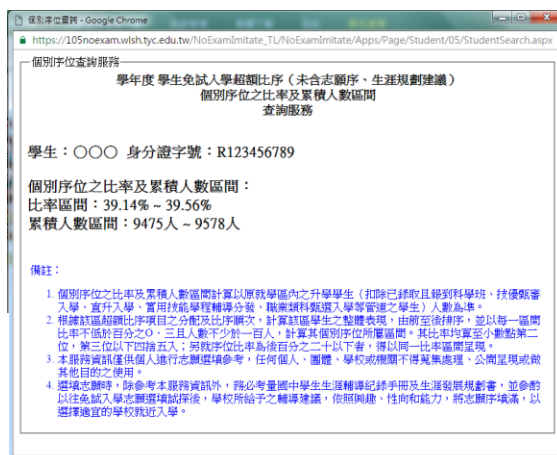 個別序位查詢 - Google Chrome
https://105noexam.wlsh.tyc.edu.tw/NoExamImitate_TL/NoExamImitate/Apps/Page/Student/05/StudentSearch.aspx
個別序位查詢服務
學年度 學生免試入學超額比序（未含志願序、生涯規劃建議）
個別序位之比率及累積人數區間
查詢服務
學生：○○○ 身分證字號：R123456789
個別序位之比率及累積人數區間：
比率區間：39.14% ~ 39.56%
累積人數區間：9475人 ~ 9578人
備註：
1. 個別序位之比率及累積人數區間計算以原就學區內之升學學生（扣除已錄取且報到科學班、技優甄審
入學、直升入學、實用技能學程輔導分發、職業類科甄選入學等管道之學生）人數為準。
2. 根據該區超額比序項目之分配及比序順次，計算該區學生之整體表現，由前至後排序，並以每一區間
比率不低於百分之０．三且人數不少於一百人，計算其個別序位所屬區間。其比率均算至小數點第二
位，第三位以下四捨五入；另就序位比率為後百分之二十以下者，得以同一比率區間呈現。
3. 本服務資訊僅供個人進行志願選填參考，任何個人、團體、學校或機關不得蒐集處理、公開呈現或做
其他目的之使用。
4. 選填志願時，除參考本服務資訊外，務必考量國中學生生涯輔導紀錄手冊及生涯發展規劃書，並參酌
以往免試入學志願選填試探後，學校所給予之輔導建議，依照興趣、性向和能力，將志願序填滿，以
選擇適宜的學校就近入學。